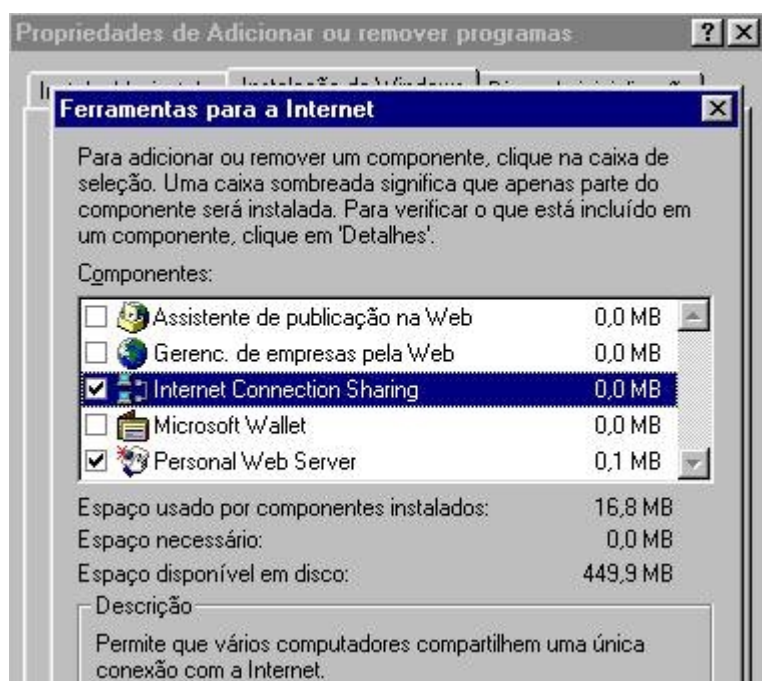 Propriedades de Adicionar ou remover programas
Ferramentas para a Internet
Para adicionar ou remover um componente, clique na caixa de
seleção. Uma caixa sombreada significa que apenas parte do
componente será instalada. Para verificar o que está incluído em
um componente, clique em 'Detalhes'.
Componentes:
Assistente de publicação na Web 0,0 MB
Gerenc. de empresas pela Web 0,0 MB
Internet Connection Sharing 0,0 MB
Microsoft Wallet 0,0 MB
Personal Web Server 0,1 MB
Espaço usado por componentes instalados: 16,8 MB
Espaço necessário: 0,0 MB
Espaço disponível em disco: 449,9 MB
Descrição
Permite que vários computadores compartilhem uma única
conexão com a Internet.